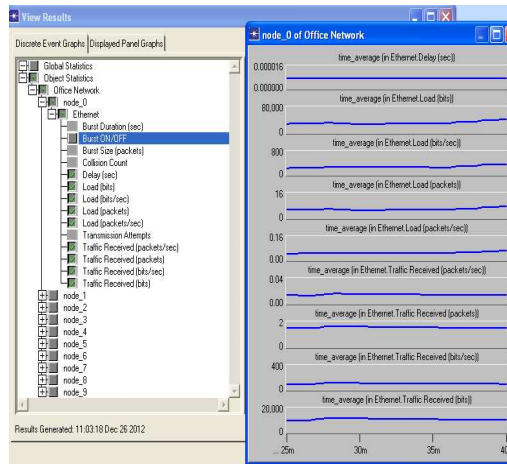 View Results
Discrete Event Graphs Displayed Panel Graphs
Global Statistics
Object Statistics
Office Network
node_0
Ethernet
Burst Duration (sec)
Burst ON/OFF
Burst Size (packets)
Collision Count
Delay (sec)
Load (bits)
Load (bits/sec)
Load (packets)
Load (packets/sec)
Transmission Attempts
Traffic Received (packets/sec)
Traffic Received (packets)
Traffic Received (bits/sec)
Traffic Received (bits)
node_1
node_2
node_3
node_4
node_5
node_6
node_7
node_8
node_9
Results Generated: 11:03:18 Dec 26 2012
node_0 of Office Network
time_average (in Ethernet.Delay (sec))
0.000016
0.000000
time_average (in Ethernet.Load (bits))
80,000
0
time_average (in Ethernet.Load (bits/sec))
800
0
time_average (in Ethernet.Load (packets))
16
0
time_average (in Ethernet.Load (packets))
0.16
0.00
time_average (in Ethernet.Traffic Received (packets/sec))
0.04
0.00
time_average (in Ethernet.Traffic Received (packets))
2
0
time_average (in Ethernet.Traffic Received (bits/sec))
400
0
time_average (in Ethernet.Traffic Received (bits))
20,000
0
... 25m 30m 35m 40